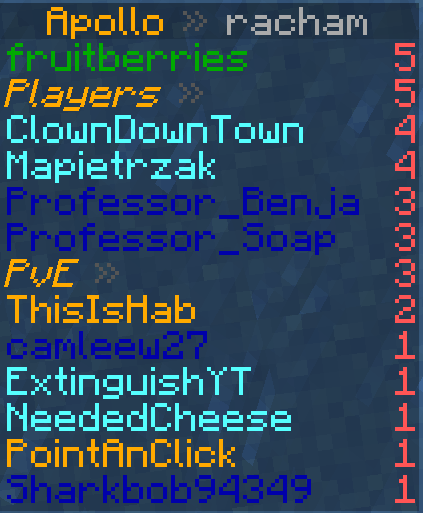 Apollo » racham
fruitberries 5
Players » 5
ClownDownTown 4
Mapietrzak 4
Professor_Benja 3
Professor_Soap 3
PvE » 3
ThisIsHab 2
camleew27 1
ExtinguishYT 1
NeededCheese 1
PointAnClick 1
Sharkbob94349 1